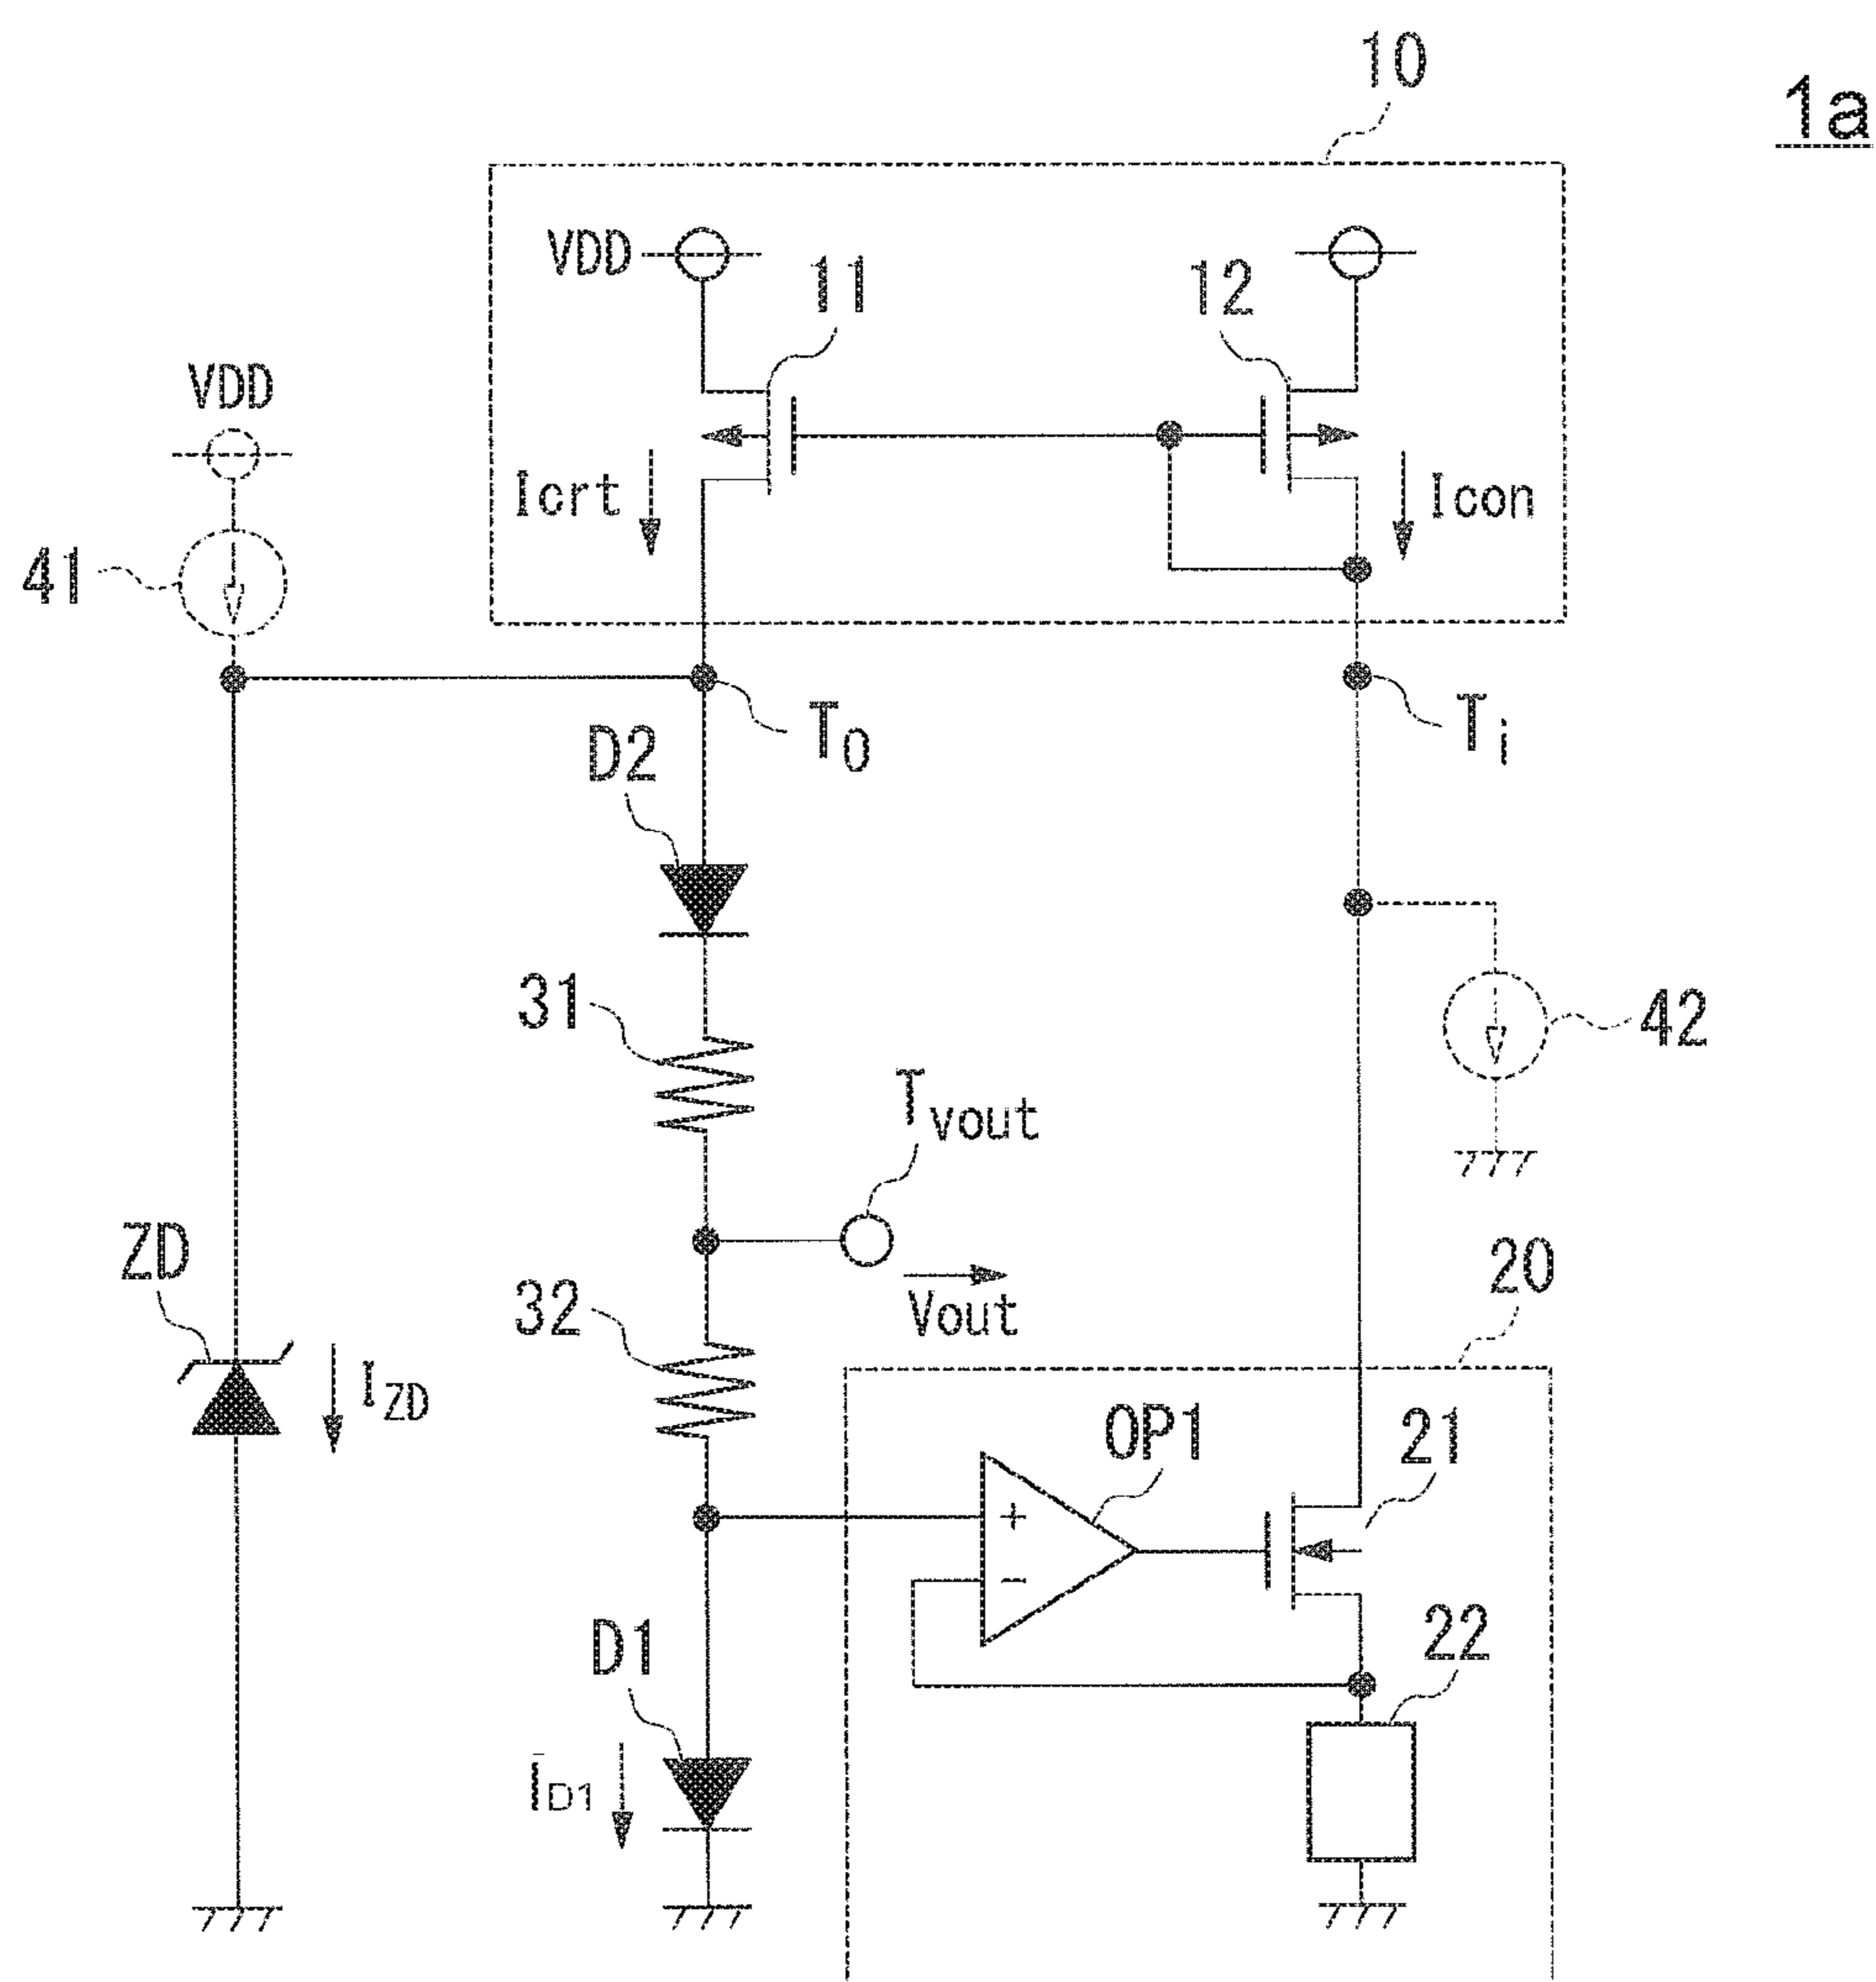 10
1a
VDD
11
12
VDD
Icrt
Icon
41
T0
Ti
D2
31
42
Tvout
ZD
20
32
Vout
IZD
OP1
21
+
−
22
D1
ID1